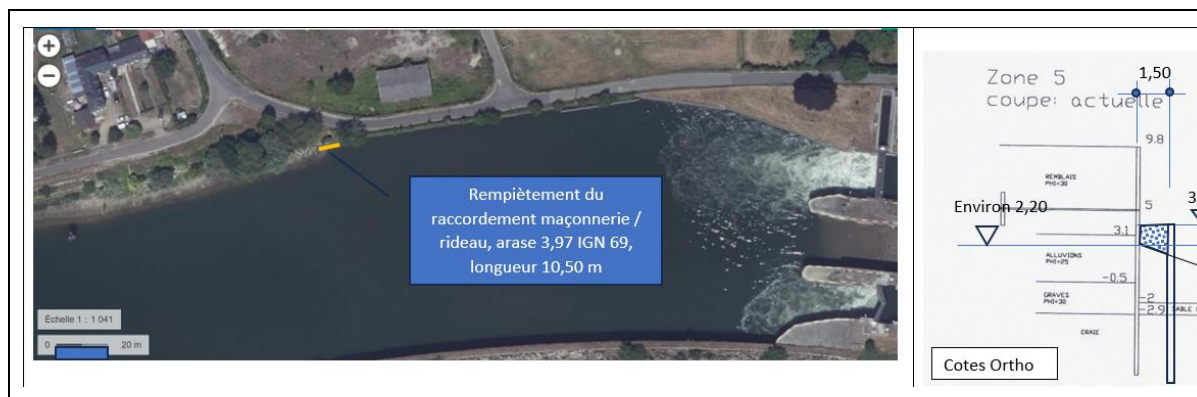 +
−
Rempiètement du
raccordement maçonnerie /
rideau, arase 3,97 IGN 69,
longueur 10,50 m
Échelle 1 : 1 041
0 20 m
Zone 5
coupe: actuelle
1,50
9.8
REMBLAIS
PHI=30
Environ 2,20
5
3
3.1
ALLUVIONS
PHI=25
-0.5
GRAVES
PHI=30
-2
-2.9
SABLE
CRAIE
Cotes Ortho